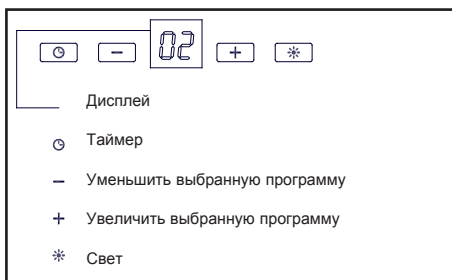 02
Дисплей
Таймер
− Уменьшить выбранную программу
+ Увеличить выбранную программу
Свет